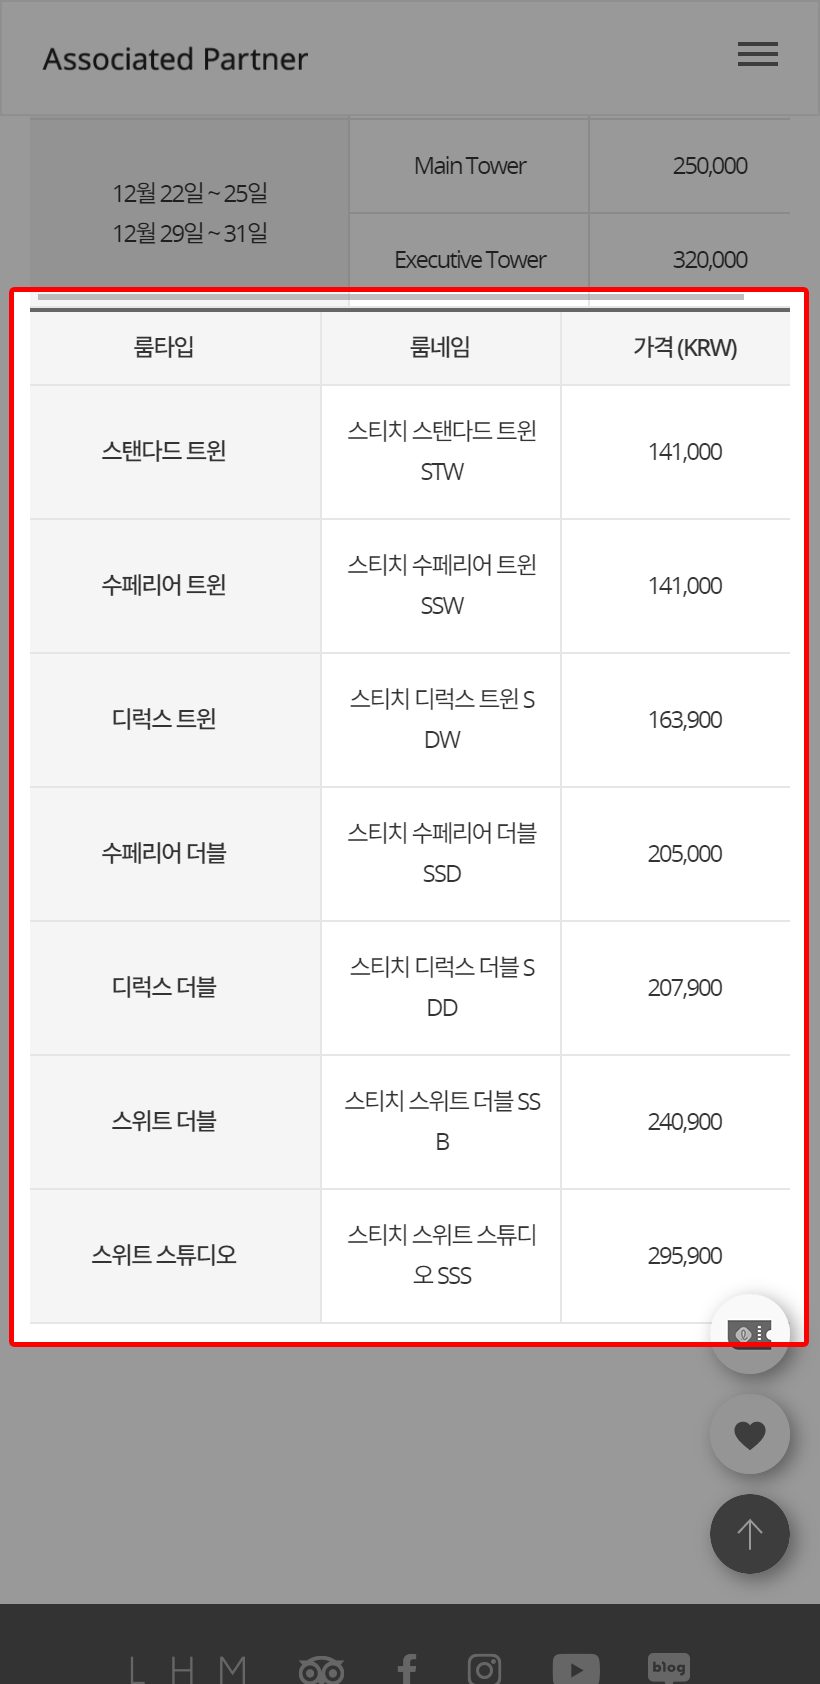 Associated Partner
12월 22일 ~ 25일
12월 29일 ~ 31일
Main Tower
250,000
Executive Tower
320,000
룸타입
룸네임
가격 (KRW)
스탠다드 트윈
스티치 스탠다드 트윈
STW
141,000
수페리어 트윈
스티치 수페리어 트윈
SSW
141,000
디럭스 트윈
스티치 디럭스 트윈 S
DW
163,900
수페리어 더블
스티치 수페리어 더블
SSD
205,000
디럭스 더블
스티치 디럭스 더블 S
DD
207,900
스위트 더블
스티치 스위트 더블 SS
B
240,900
스위트 스튜디오
스티치 스위트 스튜디
오 SSS
295,900
L H M
blog